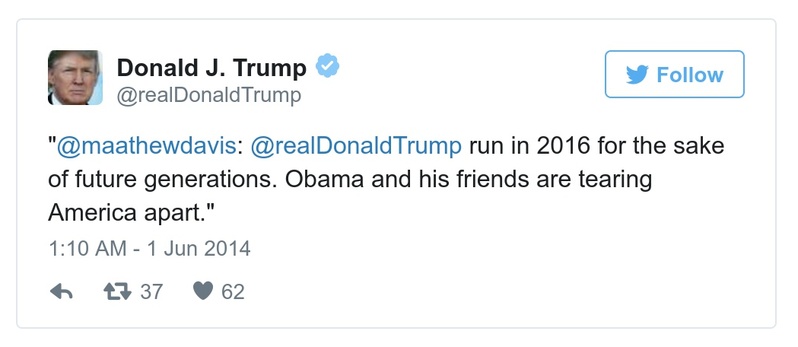 Donald J. Trump
Follow
@realDonaldTrump
"@maathewdavis: @realDonaldTrump run in 2016 for the sake
of future generations. Obama and his friends are tearing
America apart."
1:10 AM - 1 Jun 2014
37 62